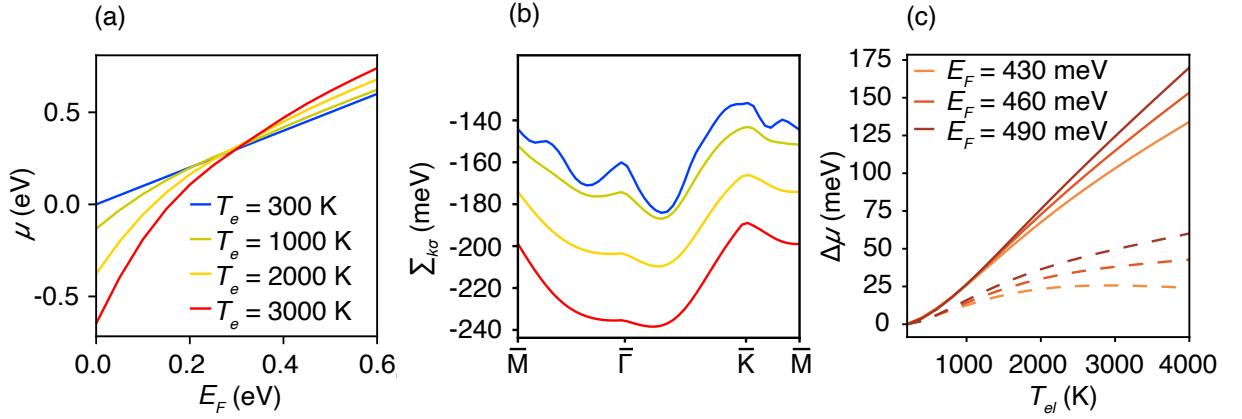 (a)
μ (eV)
0.5
0.0
-0.5
T_e = 300 K
T_e = 1000 K
T_e = 2000 K
T_e = 3000 K
0.0 0.2 0.4 0.6
E_F (eV)
(b)
Σ_kσ (meV)
-140
-160
-180
-200
-220
-240
M̅ Γ̅ K̅ M̅
(c)
Δμ (meV)
175
150
125
100
75
50
25
0
E_F = 430 meV
E_F = 460 meV
E_F = 490 meV
1000 2000 3000 4000
T_el (K)